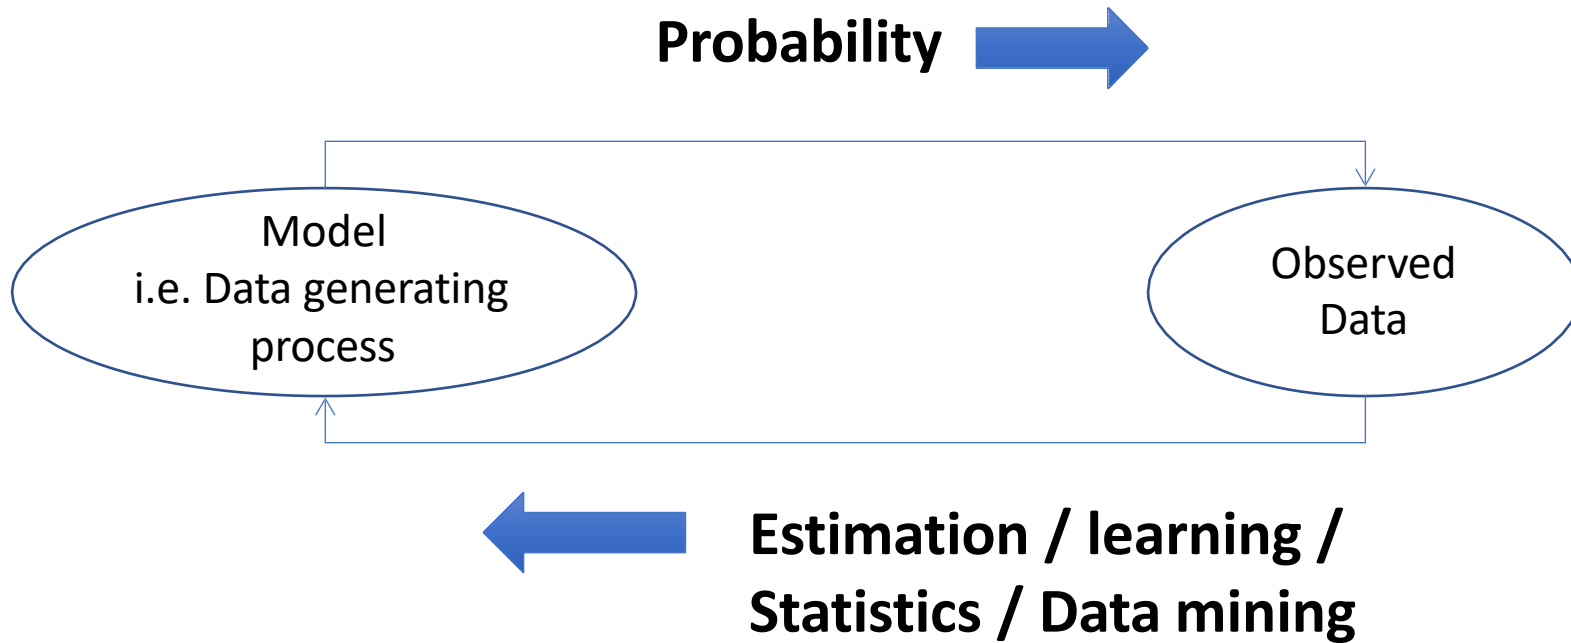 Probability
Model
i.e. Data generating
process
Observed
Data
Estimation / learning /
Statistics / Data mining